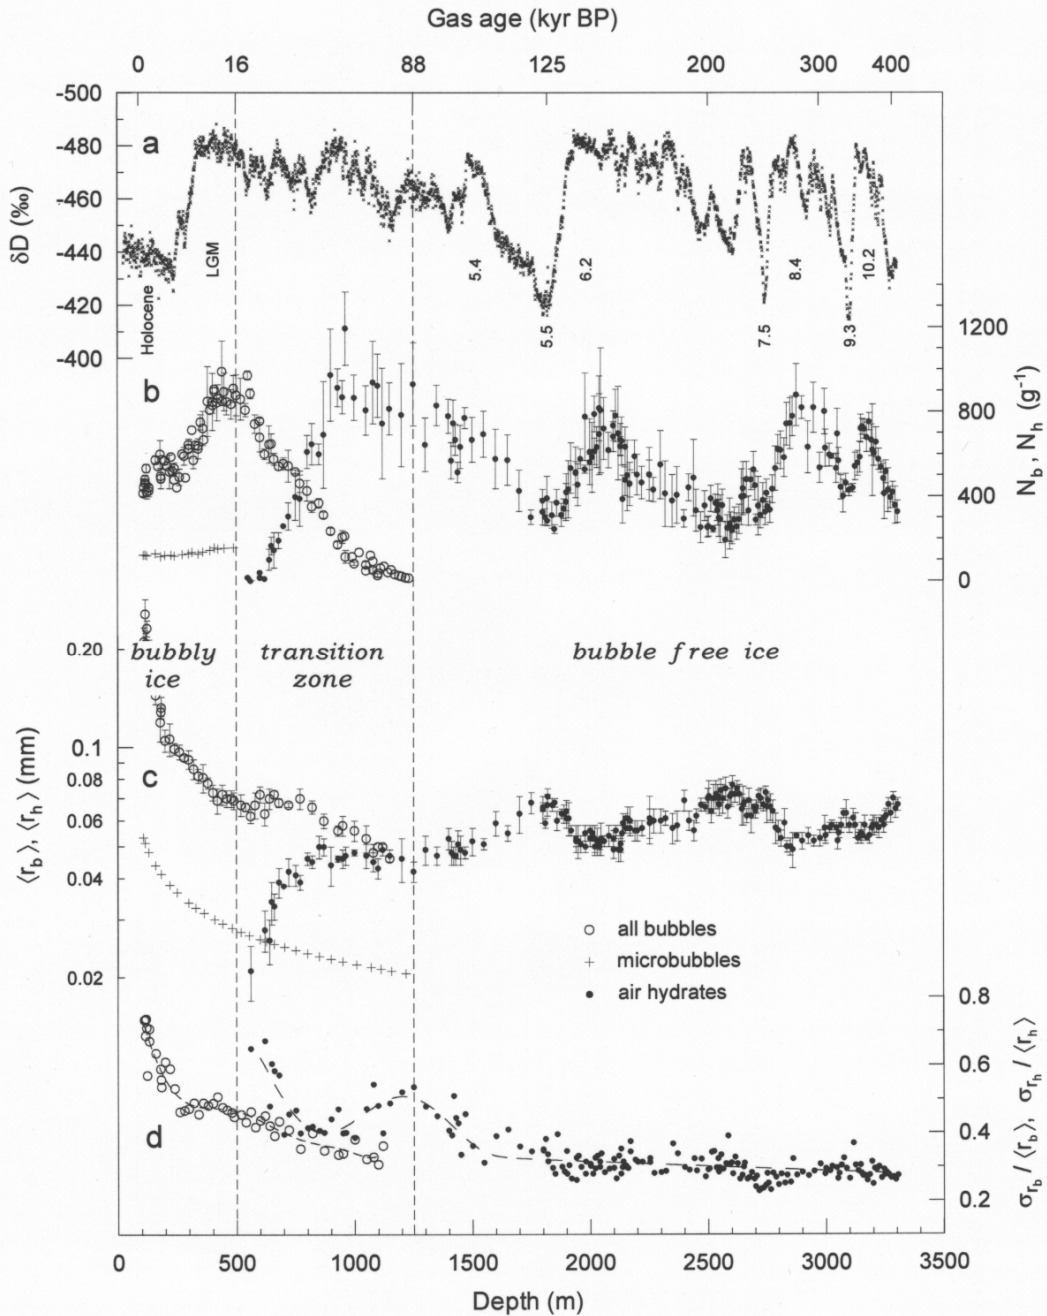 Gas age (kyr BP)
0 16 88 125 200 300 400
-500
-480
-460
-440
-420
-400
δD (‰)
a
Holocene
LGM
5.4
5.5
6.2
7.5
8.4
9.3
10.2
b
1200
800
400
0
N_b, N_h (g⁻¹)
bubbly ice
transition zone
bubble free ice
0.20
0.1
0.08
0.06
0.04
0.02
⟨r_b⟩, ⟨r_h⟩ (mm)
c
all bubbles
microbubbles
air hydrates
d
0.8
0.6
0.4
0.2
σ_{r_b} / ⟨r_b⟩, σ_{r_h} / ⟨r_h⟩
0 500 1000 1500 2000 2500 3000 3500
Depth (m)